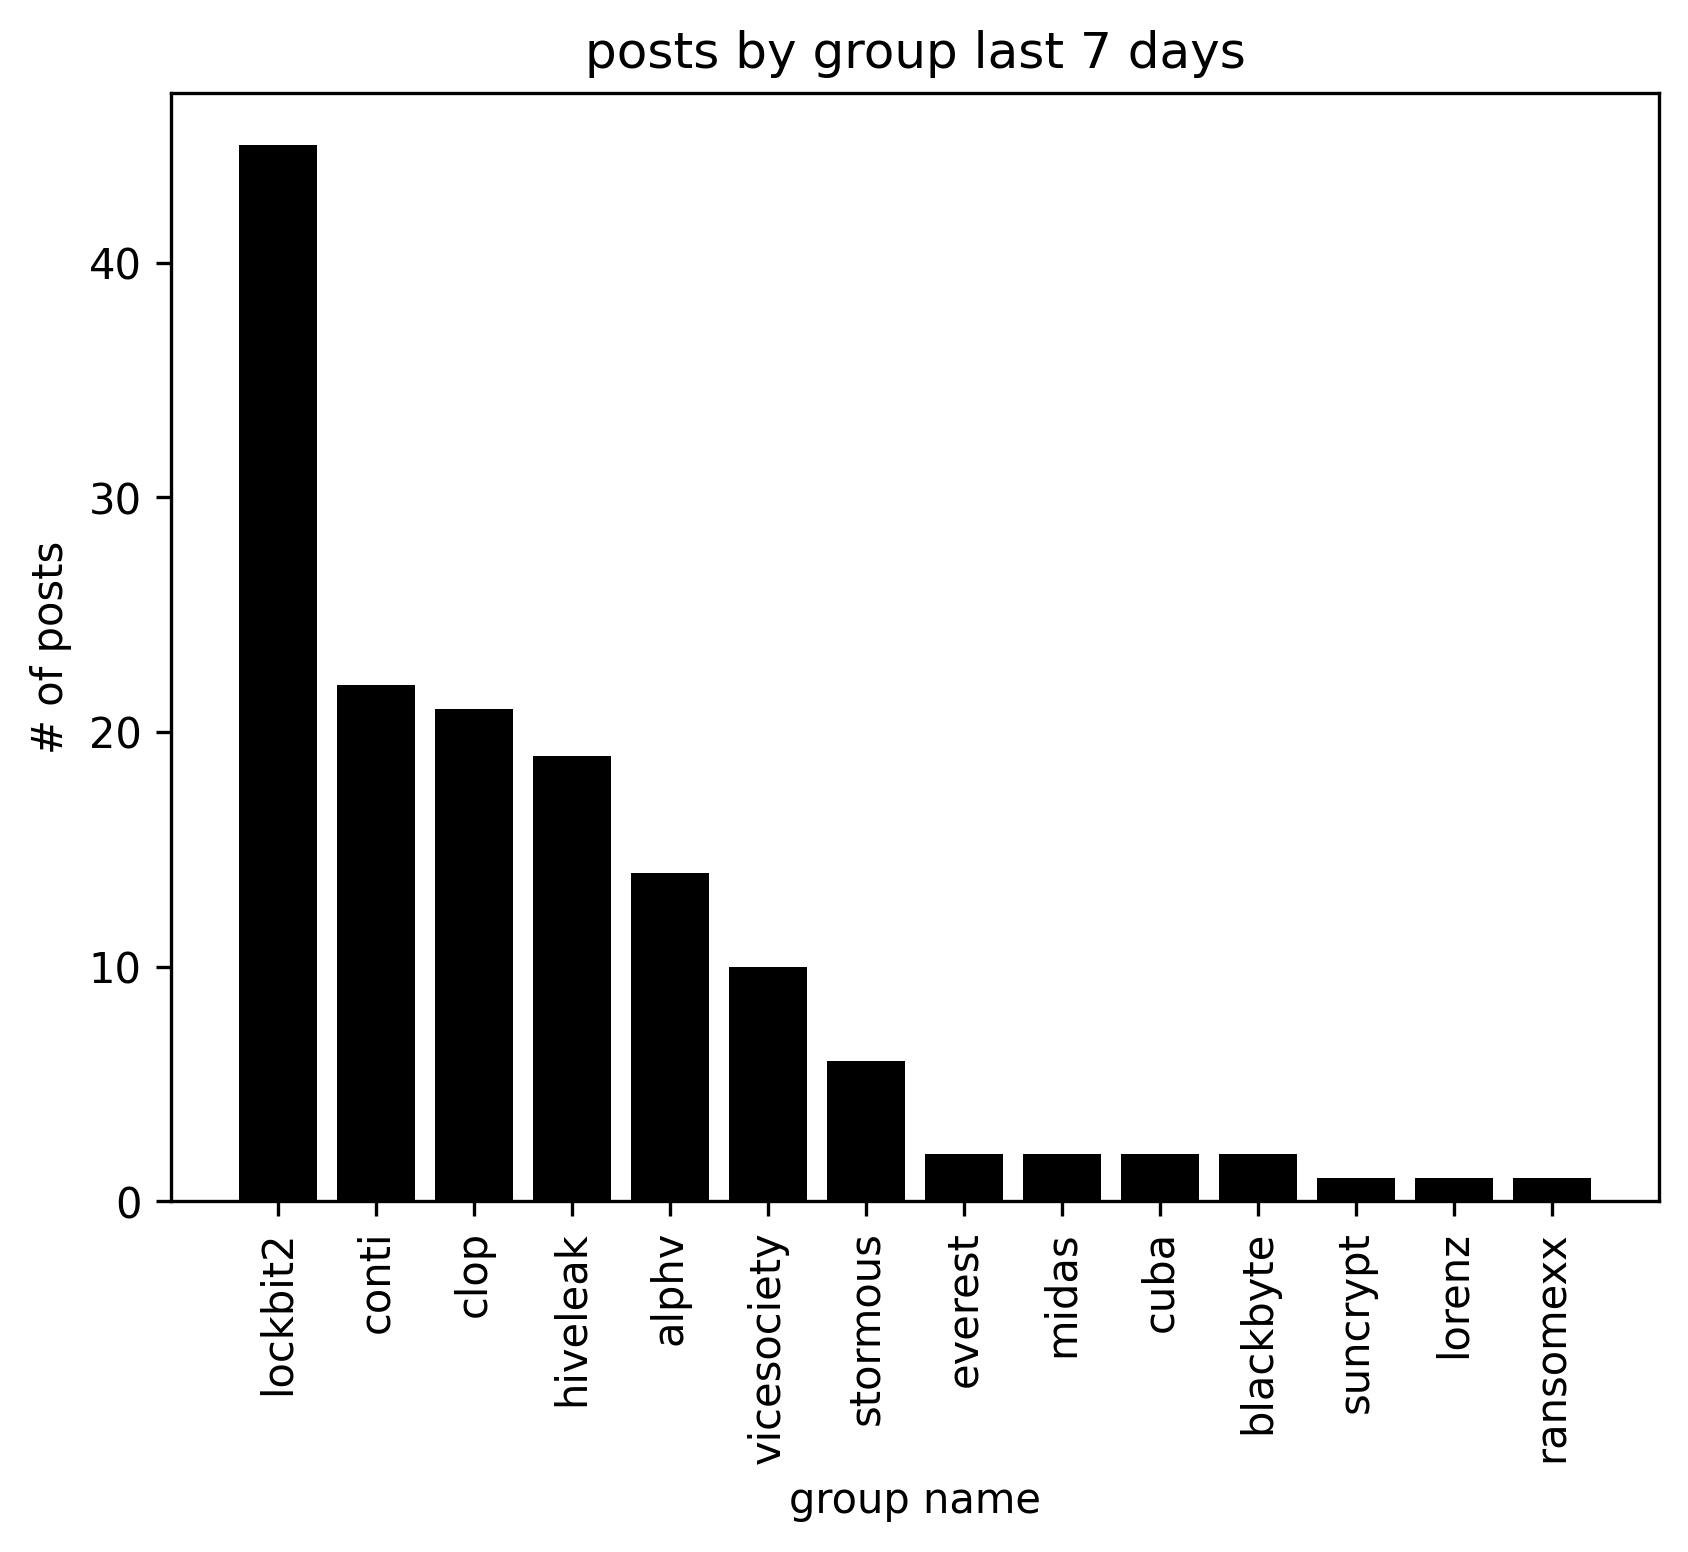 posts by group last 7 days
# of posts
40
30
20
10
0
lockbit2
conti
clop
hiveleak
alphv
vicesociety
stormous
everest
midas
cuba
blackbyte
suncrypt
lorenz
ransomexx
group name